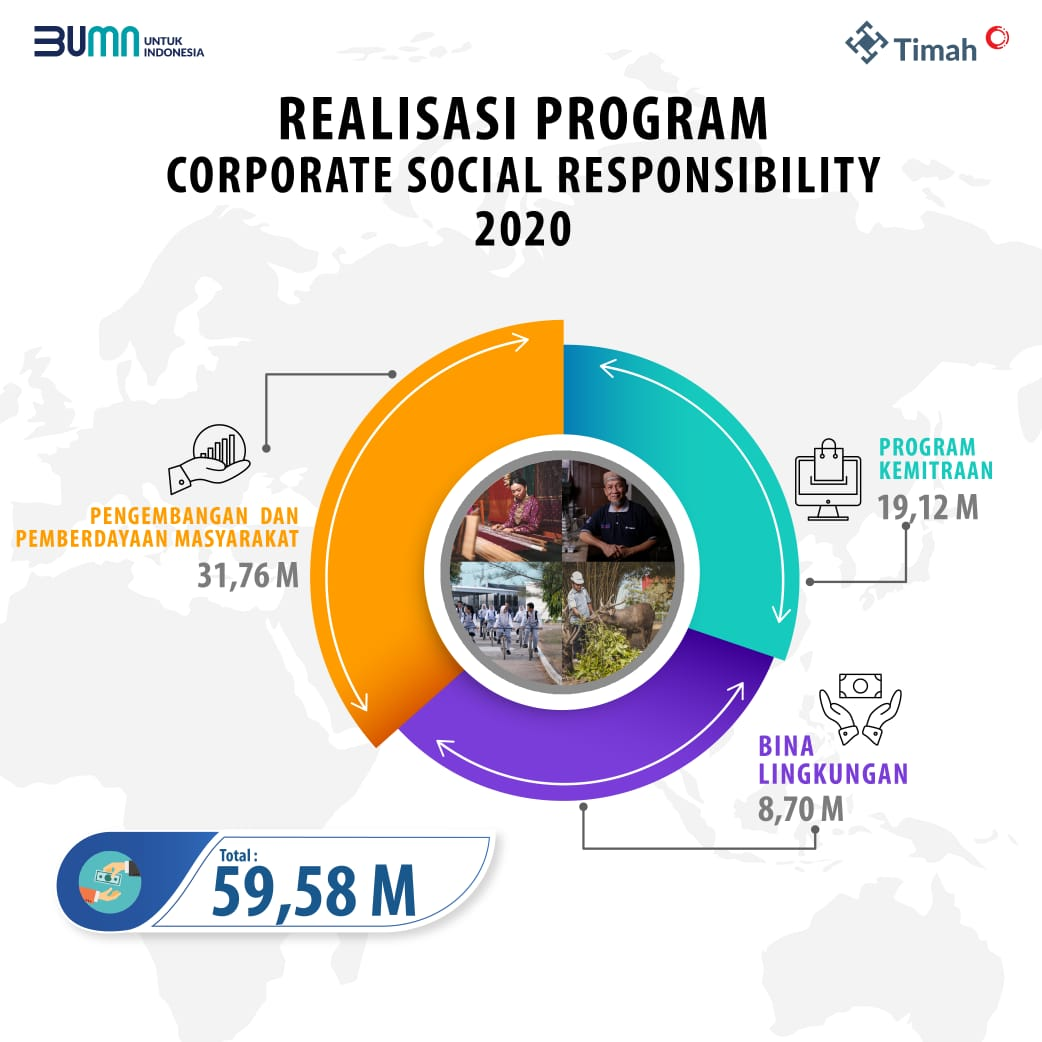 BUMN UNTUK
INDONESIA
Timah
REALISASI PROGRAM
CORPORATE SOCIAL RESPONSIBILITY
2020
PROGRAM
KEMITRAAN
19,12 M
PENGEMBANGAN DAN
PEMBERDAYAAN MASYARAKAT
31,76 M
BINA
LINGKUNGAN
8,70 M
Total :
59,58 M